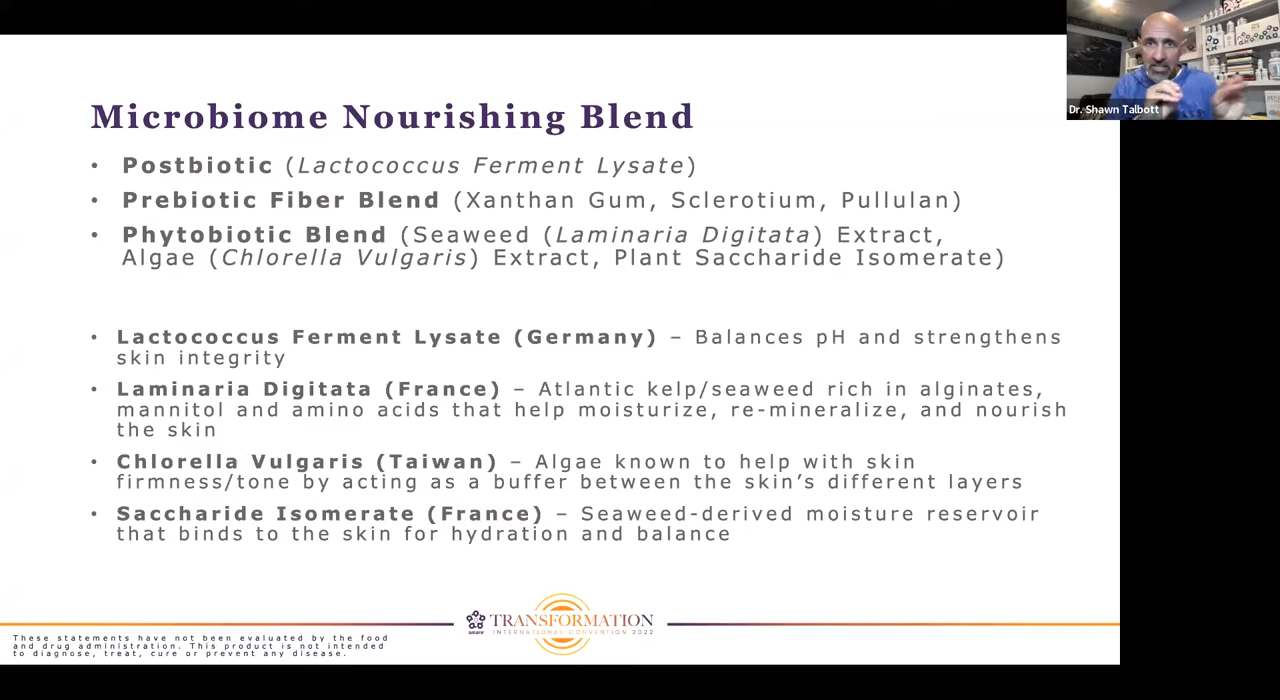 Dr. Shawn Talbott
Microbiome Nourishing Blend
• Postbiotic (Lactococcus Ferment Lysate)
• Prebiotic Fiber Blend (Xanthan Gum, Sclerotium, Pullulan)
• Phytobiotic Blend (Seaweed (Laminaria Digitata) Extract,
Algae (Chlorella Vulgaris) Extract, Plant Saccharide Isomerate)
• Lactococcus Ferment Lysate (Germany) – Balances pH and strengthens
skin integrity
• Laminaria Digitata (France) – Atlantic kelp/seaweed rich in alginates,
mannitol and amino acids that help moisturize, re-mineralize, and nourish
the skin
• Chlorella Vulgaris (Taiwan) – Algae known to help with skin
firmness/tone by acting as a buffer between the skin's different layers
• Saccharide Isomerate (France) – Seaweed-derived moisture reservoir
that binds to the skin for hydration and balance
amare
TRANSFORMATION
INTERNATIONAL CONVENTION 2022
These statements have not been evaluated by the food
and drug administration. This product is not intended
to diagnose, treat, cure or prevent any disease.